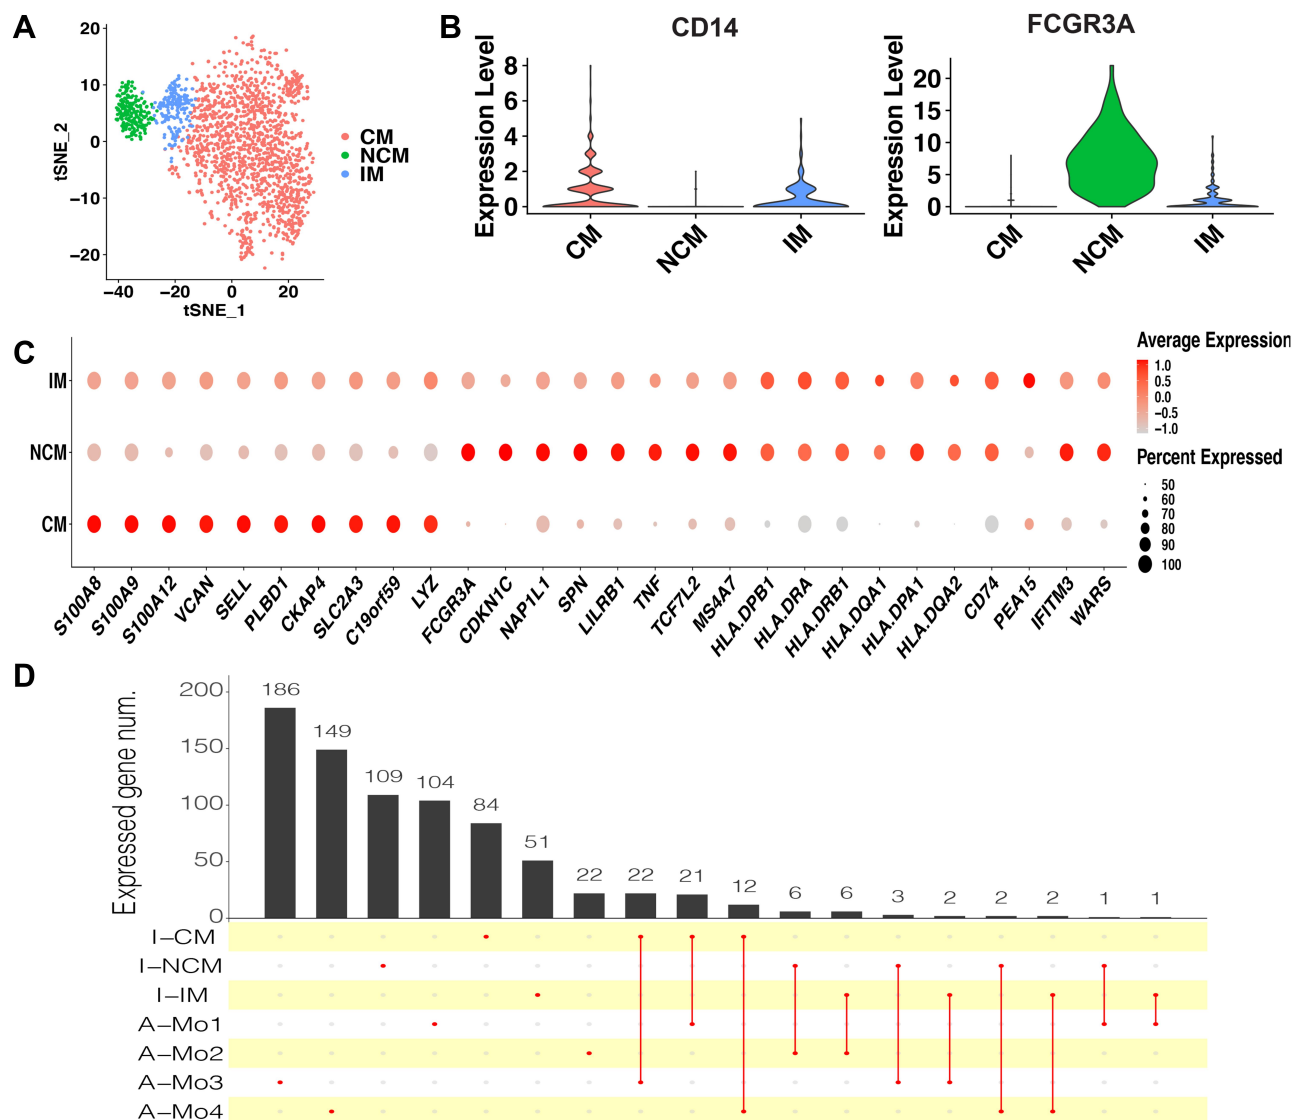 A
20
10
0
−10
−20
tSNE_2
−40 −20 0 20
tSNE_1
CM
NCM
IM
B
CD14
Expression Level
8
6
4
2
0
CM NCM IM
FCGR3A
Expression Level
20
15
10
5
0
CM NCM IM
C
IM
NCM
CM
S100A8 S100A9 S100A12 VCAN SELL PLBD1 CKAP4 SLC2A3 C19orf59 LYZ FCGR3A CDKN1C NAP1L1 SPN LILRB1 TNF TCF7L2 MS4A7 HLA.DPB1 HLA.DRA HLA.DRB1 HLA.DQA1 HLA.DPA1 HLA.DQA2 CD74 PEA15 IFITM3 WARS
Average Expression
1.0
0.5
0.0
−0.5
−1.0
Percent Expressed
50
60
70
80
90
100
D
Expressed gene num.
200
150
100
50
0
186 149 109 104 84 51 22 22 21 12 6 6 3 2 2 2 1 1
I−CM
I−NCM
I−IM
A−Mo1
A−Mo2
A−Mo3
A−Mo4